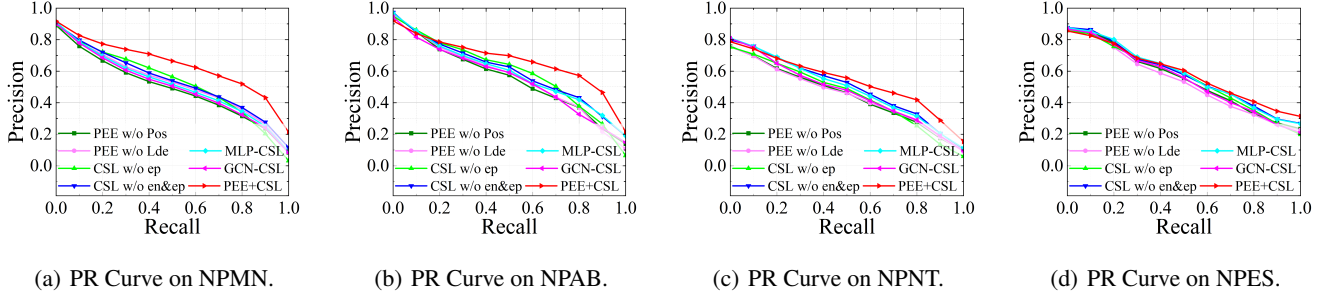 Precision
1.0
0.8
0.6
0.4
0.2
0.0
PEE w/o Pos
PEE w/o Lde
MLP-CSL
CSL w/o ep
GCN-CSL
CSL w/o en&ep
PEE+CSL
0.0 0.2 0.4 0.6 0.8 1.0
Recall
(a) PR Curve on NPMN.
Precision
1.0
0.8
0.6
0.4
0.2
0.0
PEE w/o Pos
PEE w/o Lde
MLP-CSL
CSL w/o ep
GCN-CSL
CSL w/o en&ep
PEE+CSL
0.0 0.2 0.4 0.6 0.8 1.0
Recall
(b) PR Curve on NPAB.
Precision
1.0
0.8
0.6
0.4
0.2
0.0
PEE w/o Pos
PEE w/o Lde
MLP-CSL
CSL w/o ep
GCN-CSL
CSL w/o en&ep
PEE+CSL
0.0 0.2 0.4 0.6 0.8 1.0
Recall
(c) PR Curve on NPNT.
Precision
1.0
0.8
0.6
0.4
0.2
0.0
PEE w/o Pos
PEE w/o Lde
MLP-CSL
CSL w/o ep
GCN-CSL
CSL w/o en&ep
PEE+CSL
0.0 0.2 0.4 0.6 0.8 1.0
Recall
(d) PR Curve on NPES.